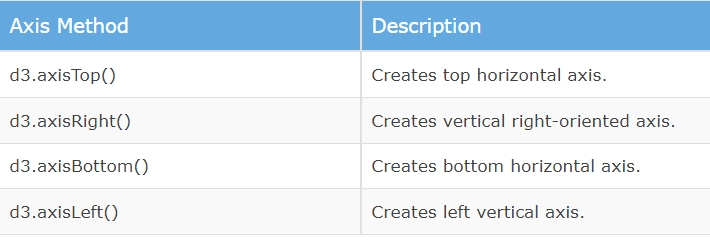 Axis Method Description
d3.axisTop() Creates top horizontal axis.
d3.axisRight() Creates vertical right-oriented axis.
d3.axisBottom() Creates bottom horizontal axis.
d3.axisLeft() Creates left vertical axis.